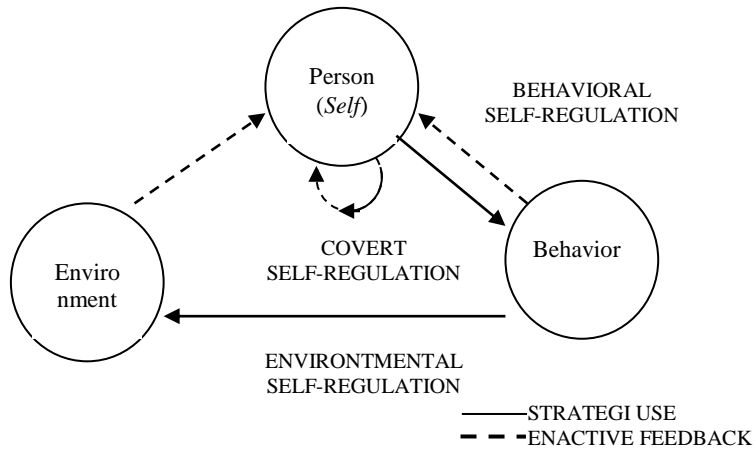 Person
(Self)
BEHAVIORAL
SELF-REGULATION
COVERT
SELF-REGULATION
Behavior
Enviro
nment
ENVIRONTMENTAL
SELF-REGULATION
STRATEGI USE
ENACTIVE FEEDBACK